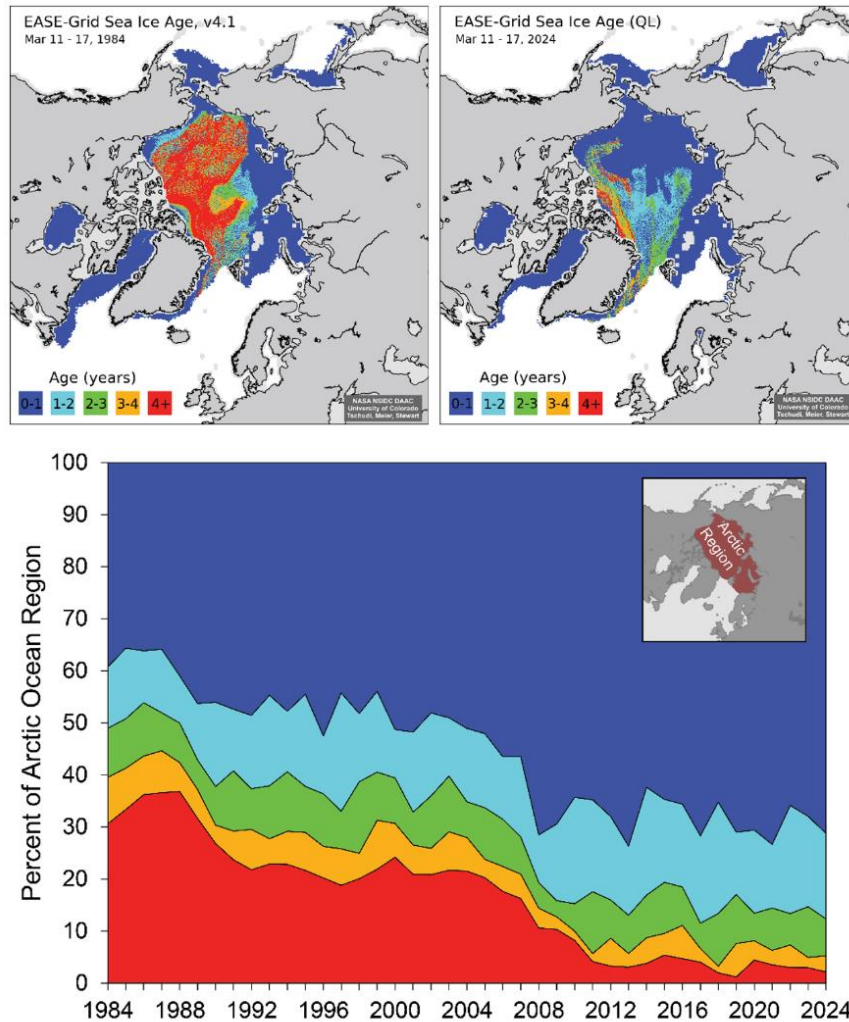 EASE-Grid Sea Ice Age, v4.1
Mar 11 - 17, 1984
Age (years)
0-1 1-2 2-3 3-4 4+
NASA NSIDC DAAC
University of Colorado
Tschudi, Meier, Stewart
EASE-Grid Sea Ice Age (QL)
Mar 11 - 17, 2024
Age (years)
0-1 1-2 2-3 3-4 4+
NASA NSIDC DAAC
University of Colorado
Tschudi, Meier, Stewart
Percent of Arctic Ocean Region
100
90
80
70
60
50
40
30
20
10
0
Arctic
Region
1984 1988 1992 1996 2000 2004 2008 2012 2016 2020 2024